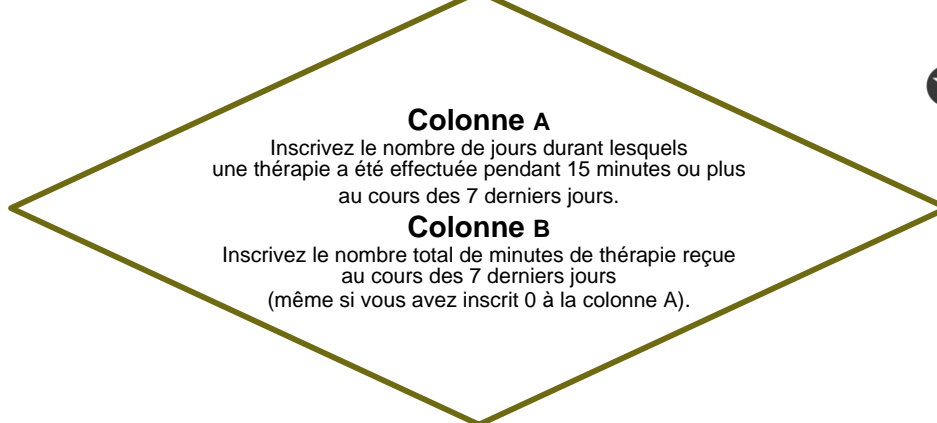 Colonne A
Inscrivez le nombre de jours durant lesquels
une thérapie a été effectuée pendant 15 minutes ou plus
au cours des 7 derniers jours.
Colonne B
Inscrivez le nombre total de minutes de thérapie reçue
au cours des 7 derniers jours
(même si vous avez inscrit 0 à la colonne A).